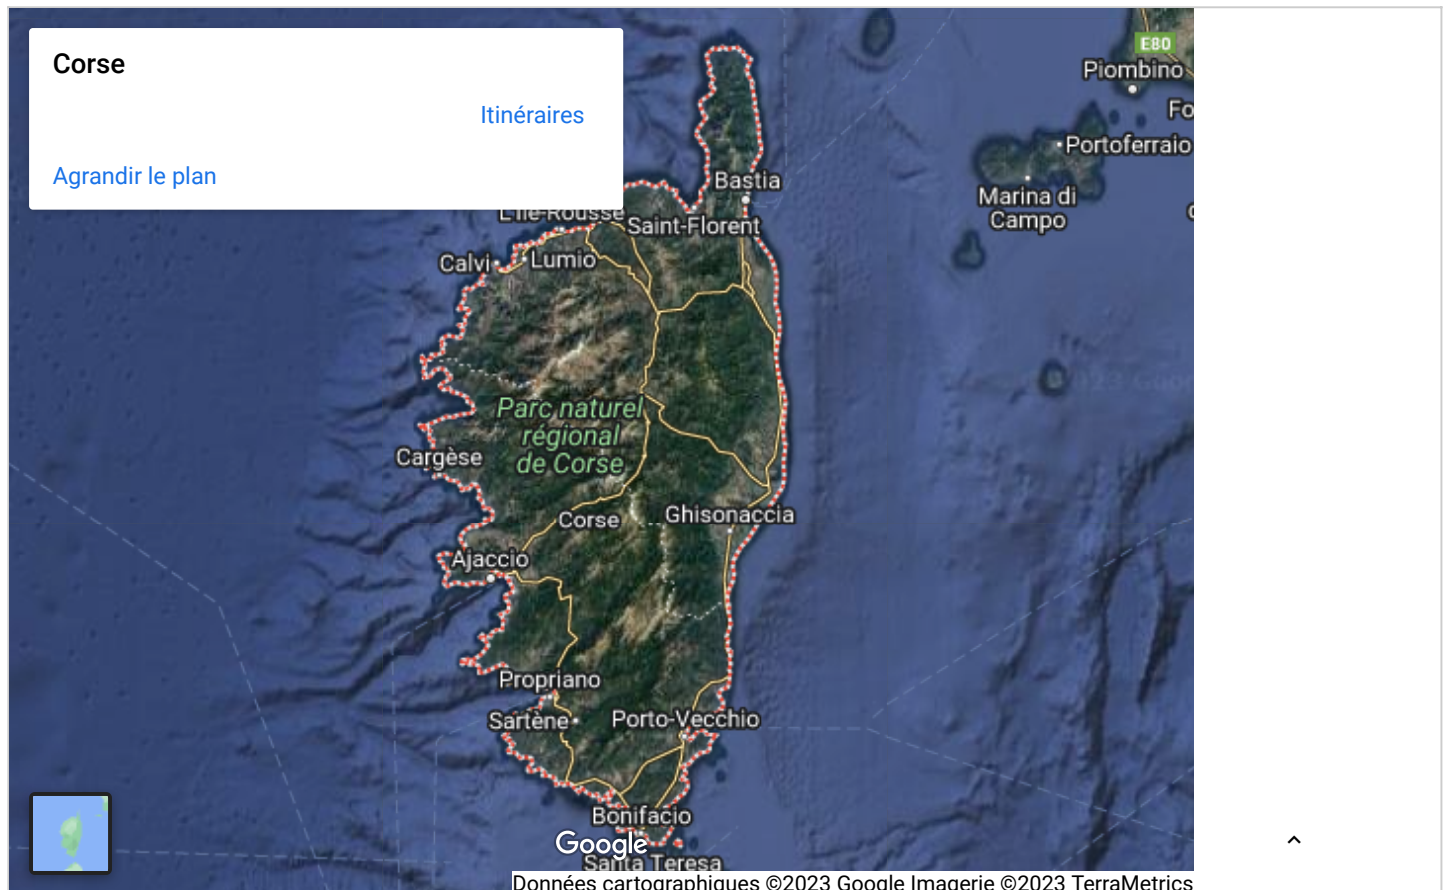 Corse
Itinéraires
Agrandir le plan
E80
Piombino
Fo
Portoferraio
Marina di
Campo
Bastia
L'Île-Rousse
Saint-Florent
Calvi
Lumio
Parc naturel
régional
de Corse
Cargèse
Corse
Ghisonaccia
Ajaccio
Propriano
Sartène
Porto-Vecchio
Bonifacio
Google
Santa Teresa
Données cartographiques ©2023 Google Imagerie ©2023 TerraMetrics